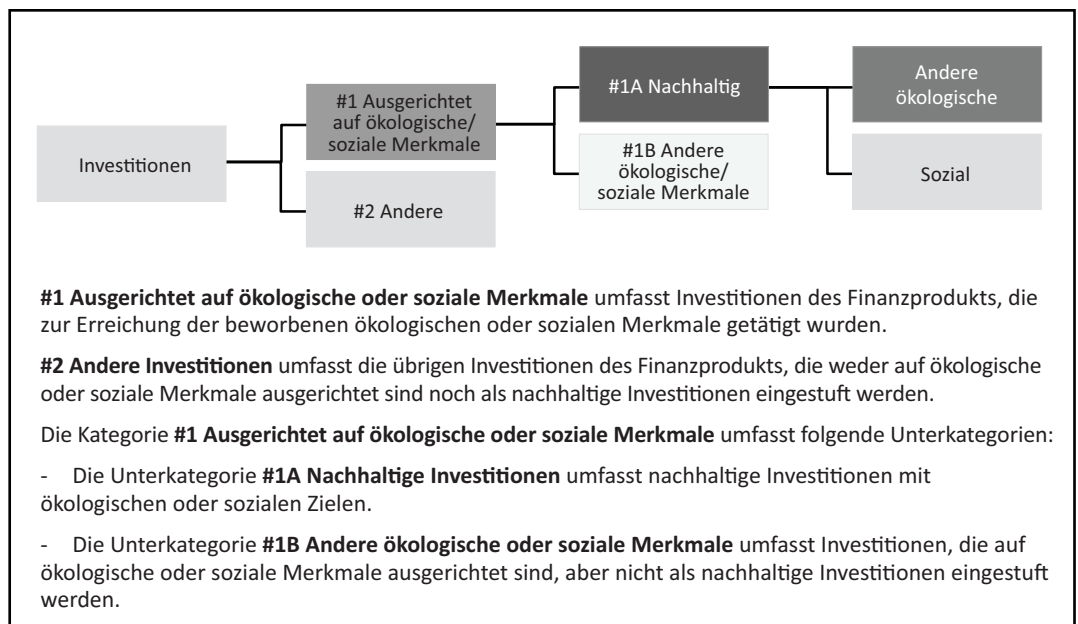 Investitionen
#1 Ausgerichtet
auf ökologische/
soziale Merkmale
#2 Andere
#1A Nachhaltig
#1B Andere
ökologische/
soziale Merkmale
Andere
ökologische
Sozial
#1 Ausgerichtet auf ökologische oder soziale Merkmale umfasst Investitionen des Finanzprodukts, die
zur Erreichung der beworbenen ökologischen oder sozialen Merkmale getätigt wurden.
#2 Andere Investitionen umfasst die übrigen Investitionen des Finanzprodukts, die weder auf ökologische
oder soziale Merkmale ausgerichtet sind noch als nachhaltige Investitionen eingestuft werden.
Die Kategorie #1 Ausgerichtet auf ökologische oder soziale Merkmale umfasst folgende Unterkategorien:
- Die Unterkategorie #1A Nachhaltige Investitionen umfasst nachhaltige Investitionen mit
ökologischen oder sozialen Zielen.
- Die Unterkategorie #1B Andere ökologische oder soziale Merkmale umfasst Investitionen, die auf
ökologische oder soziale Merkmale ausgerichtet sind, aber nicht als nachhaltige Investitionen eingestuft
werden.